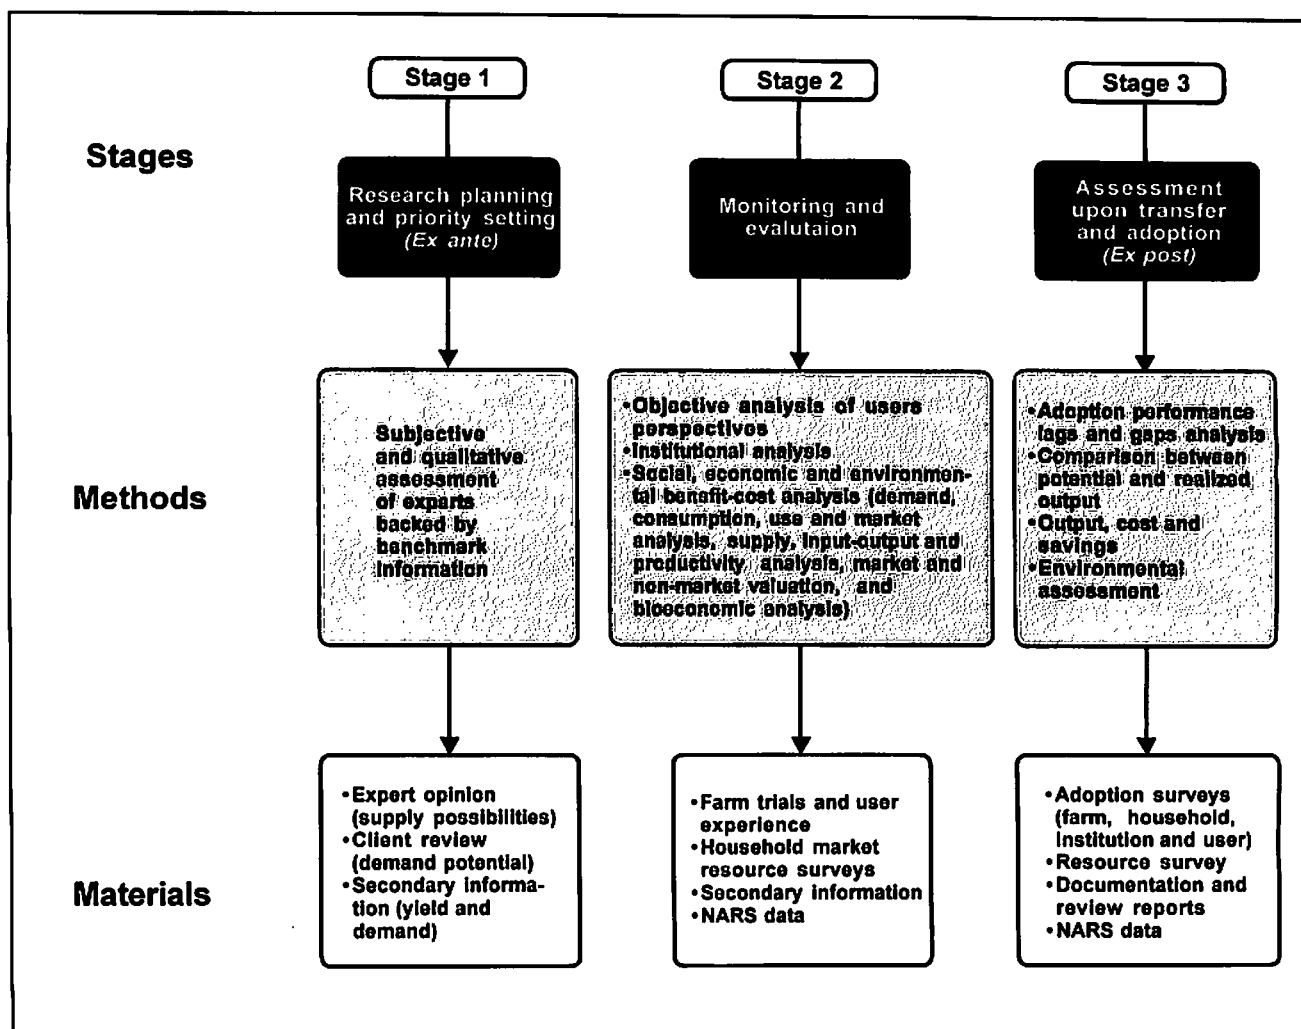 Stage 1
Stage 2
Stage 3
Stages
Research planning
and priority setting
(Ex ante)
Monitoring and
evalutaion
Assessment
upon transfer
and adoption
(Ex post)
Methods
Subjective
and qualitative
assessment
of experts
backed by
benchmark
information
•Objective analysis of users
perspectives
•Institutional analysis
•Social, economic and environmen-
tal benefit-cost analysis (demand,
consumption, use and market
analysis, supply, input-output and
productivity analysis, market and
non-market valuation, and
bioeconomic analysis)
•Adoption performance
lags and gaps analysis
•Comparison between
potential and realized
output
•Output, cost and
savings
•Environmental
assessment
Materials
•Expert opinion
(supply possibilities)
•Client review
(demand potential)
•Secondary informa-
tion (yield and
demand)
•Farm trials and user
experience
•Household market
resource surveys
•Secondary information
•NARS data
•Adoption surveys
(farm, household,
institution and user)
•Resource survey
•Documentation and
review reports
•NARS data